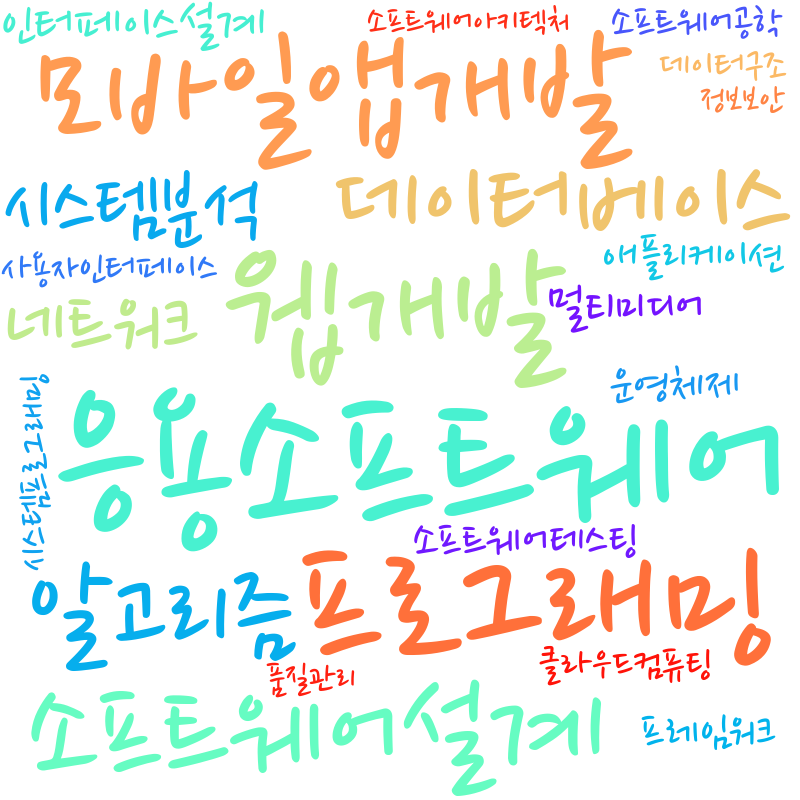 인터페이스설계
소프트웨어아키텍처
소프트웨어공학
모바일앱개발
데이터구조
정보보안
시스템분석
데이터베이스
사용자인터페이스
웹개발
애플리케이션
네트워크
멀티미디어
시스템프로그래밍
운영체제
응용소프트웨어
소프트웨어테스팅
알고리즘
프로그래밍
품질관리
클라우드컴퓨팅
소프트웨어설계
프레임워크